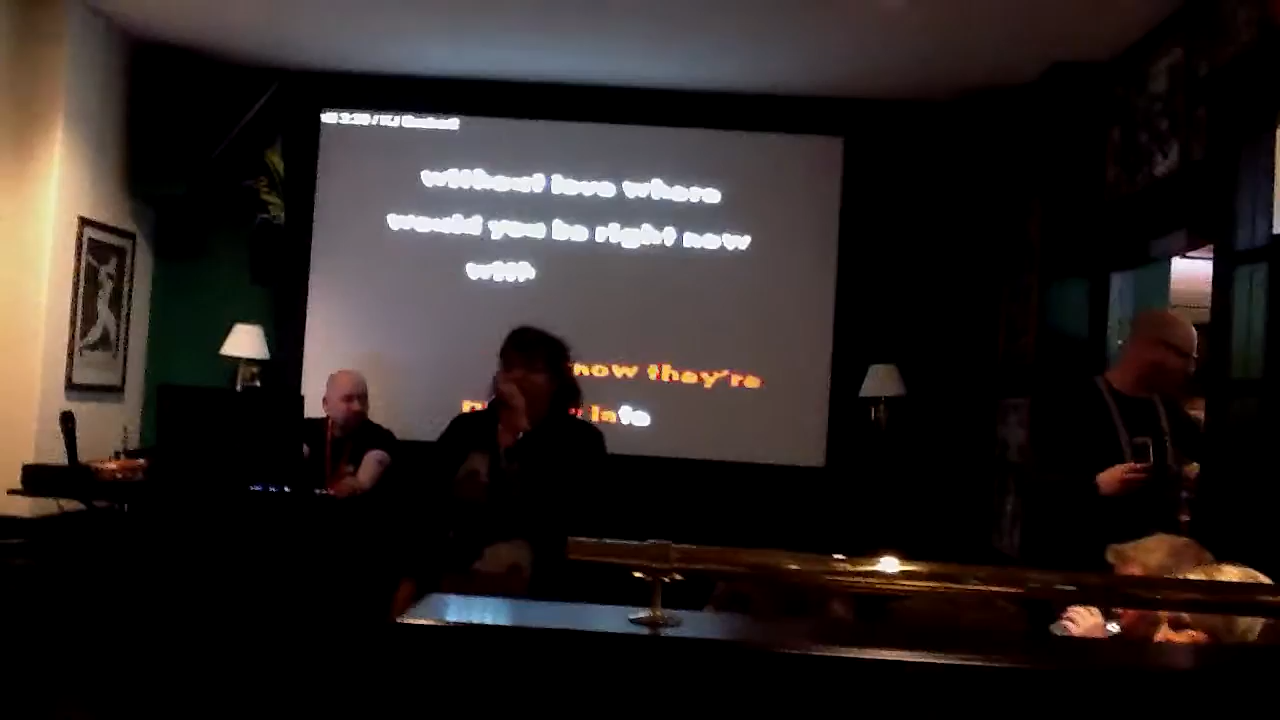 without love where
would you be right now
with
now they're
late